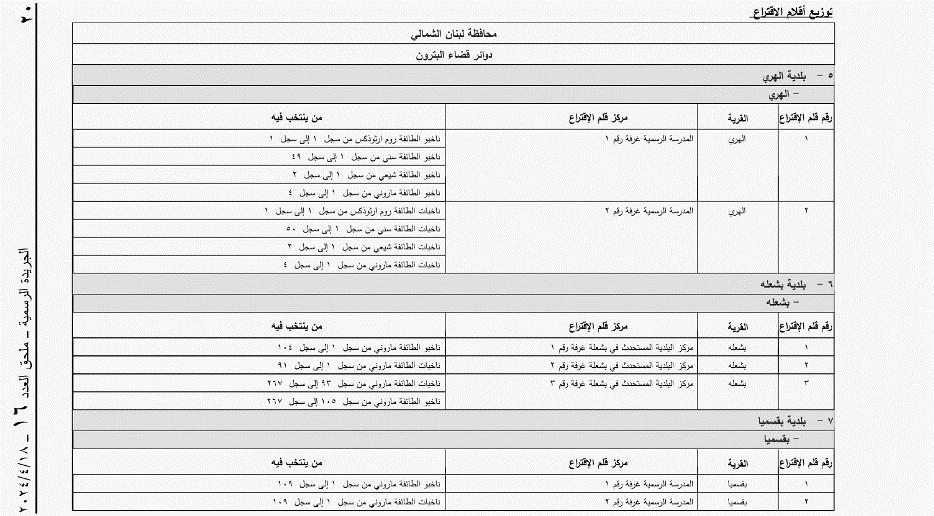 توزيع أقلام الاقتراع
محافظة لبنان الشمالي
دوائر قضاء البترون
٥ - بلدية الهري
- الهري
رقم قلم الإقتراع القرية مركز قلم الإقتراع من ينتخب فيه
١ الهري المدرسة الرسمية غرفة رقم ١ ناخبو الطائفة روم ارثوذكس من سجل ١ إلى سجل ١
ناخبو الطائفة سني من سجل ١ إلى سجل ٤٩
ناخبو الطائفة شيعي من سجل ١ إلى سجل ٢
ناخبو الطائفة ماروني من سجل ١ إلى سجل ٤
٢ الهري المدرسة الرسمية غرفة رقم ٢ ناخبات الطائفة روم ارثوذكس من سجل ١ إلى سجل ١
ناخبات الطائفة سني من سجل ١ إلى سجل ٥٠
ناخبات الطائفة شيعي من سجل ١ إلى سجل ٢
ناخبات الطائفة ماروني من سجل ١ إلى سجل ٤
٦ - بلدية بشعله
- بشعله
رقم قلم الإقتراع القرية مركز قلم الإقتراع من ينتخب فيه
١ بشعله مركز البلدية المستحدث في بشعلة غرفة رقم ١ ناخبو الطائفة ماروني من سجل ١ إلى سجل ١٠٤
٢ بشعله مركز البلدية المستحدث في بشعلة غرفة رقم ٢ ناخبات الطائفة ماروني من سجل ١ إلى سجل ٩١
٣ بشعله مركز البلدية المستحدث في بشعلة غرفة رقم ٣ ناخبات الطائفة ماروني من سجل ٩٣ إلى سجل ٢٦٧
ناخبو الطائفة ماروني من سجل ١٠٥ إلى سجل ٢٦٧
٧ - بلدية بقسميا
- بقسميا
رقم قلم الإقتراع القرية مركز قلم الإقتراع من ينتخب فيه
١ بقسميا المدرسة الرسمية غرفة رقم ١ ناخبو الطائفة ماروني من سجل ١ إلى سجل ١٠٩
٢ بقسميا المدرسة الرسمية غرفة رقم ٢ ناخبات الطائفة ماروني من سجل ١ إلى سجل ١٠٩
٢٠
الجريدة الرسمية - ملحق العدد ١٦ - ٢٠٢٤/٤/١٨